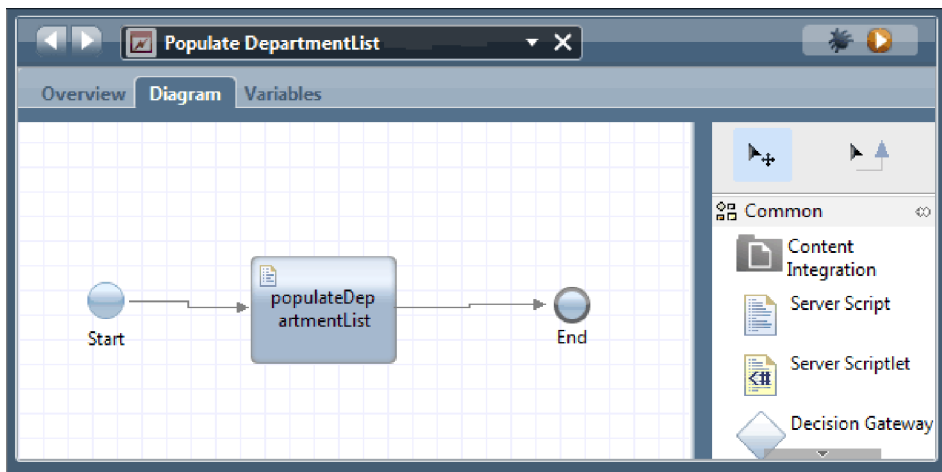 Populate DepartmentList
Overview Diagram Variables
Common
Content
Integration
Server Script
Server Scriptlet
Decision Gateway
populateDep
artmentList
Start
End